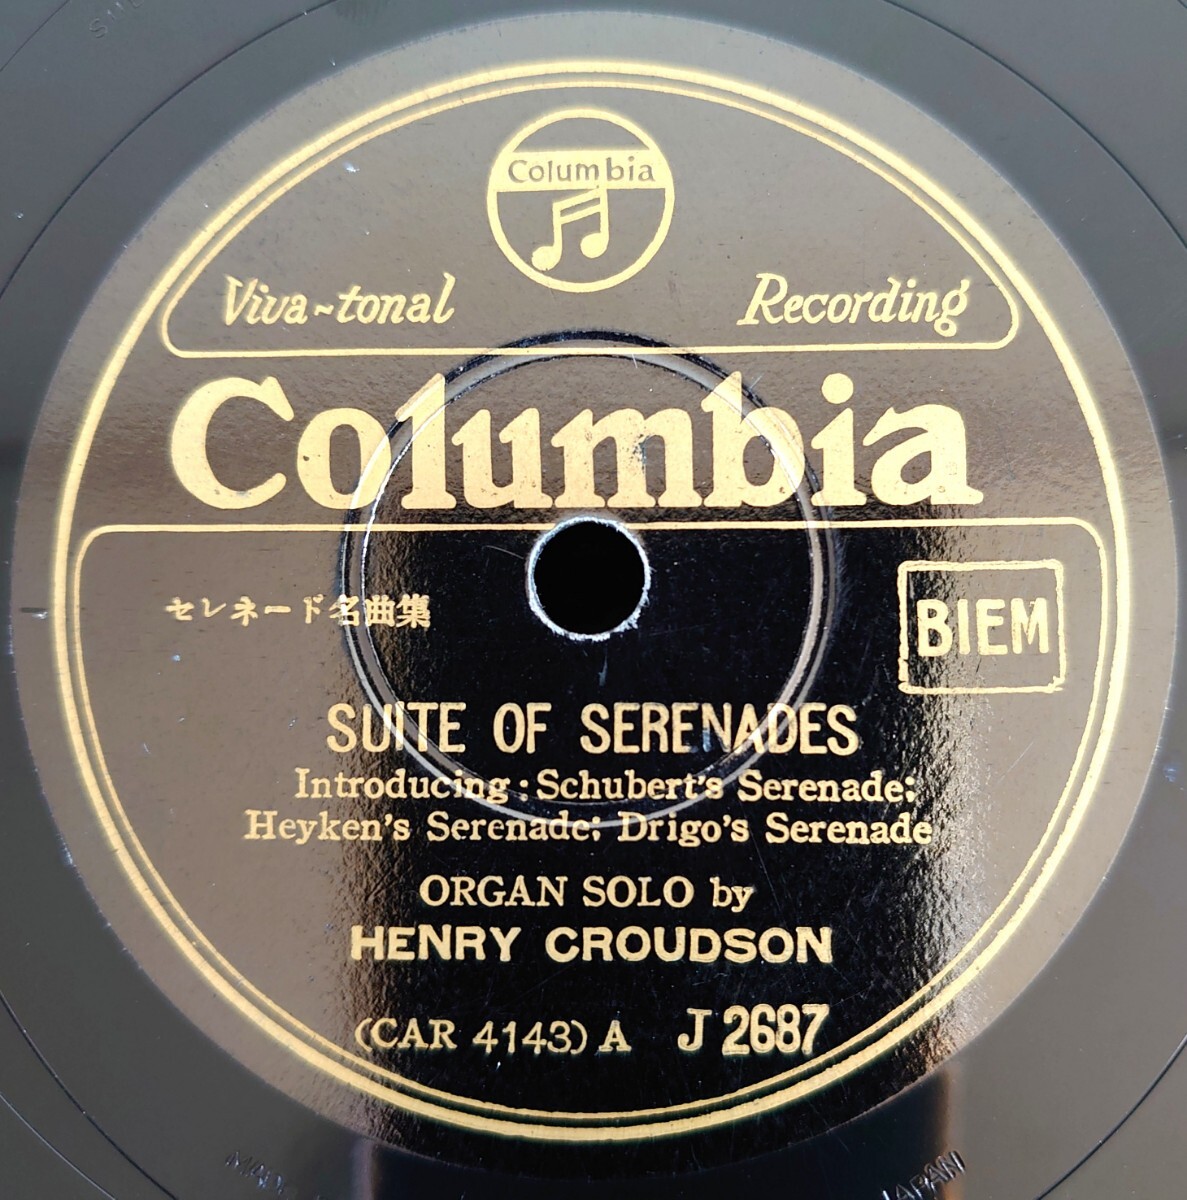 Columbia
Viva-tonal Recording
Columbia
セレネード名曲集
BIEM
SUITE OF SERENADES
Introducing: Schubert's Serenade;
Heyken's Serenade; Drigo's Serenade
ORGAN SOLO by
HENRY CROUDSON
(CAR 4143) A J 2687
JAPAN